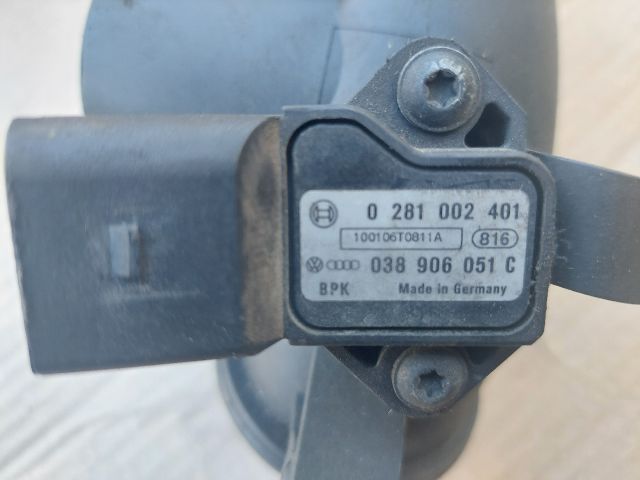 0 281 002 401
100106T0811A 816
038 906 051 C
BPK Made in Germany